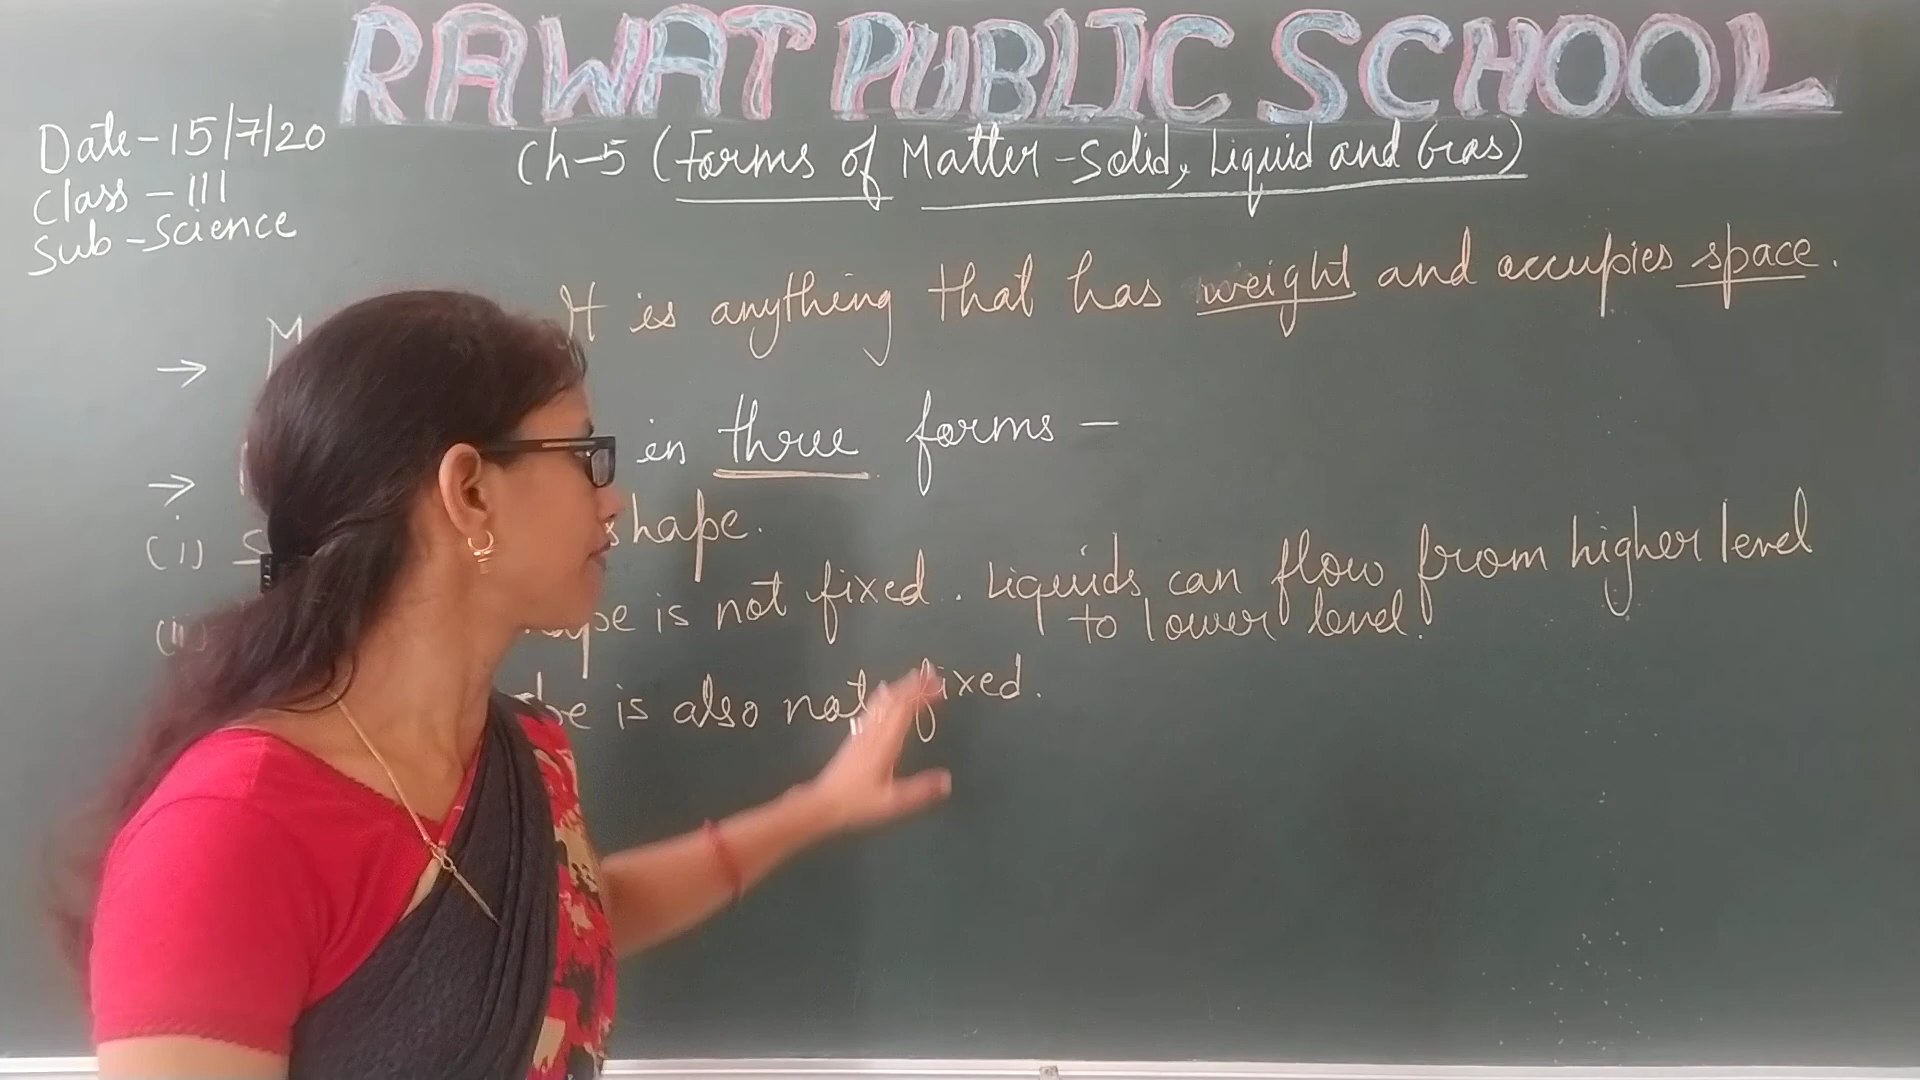 RAWAT PUBLIC SCHOOL
Date-15/7/20
Class - III
Sub-Science
Ch-5 (Forms of Matter-Solid, Liquid and Gas)
→ It is anything that has weight and occupies space.
→ in three forms -
(i) shape.
(ii) is not fixed. Liquids can flow from higher level
to lower level.
is also not fixed.